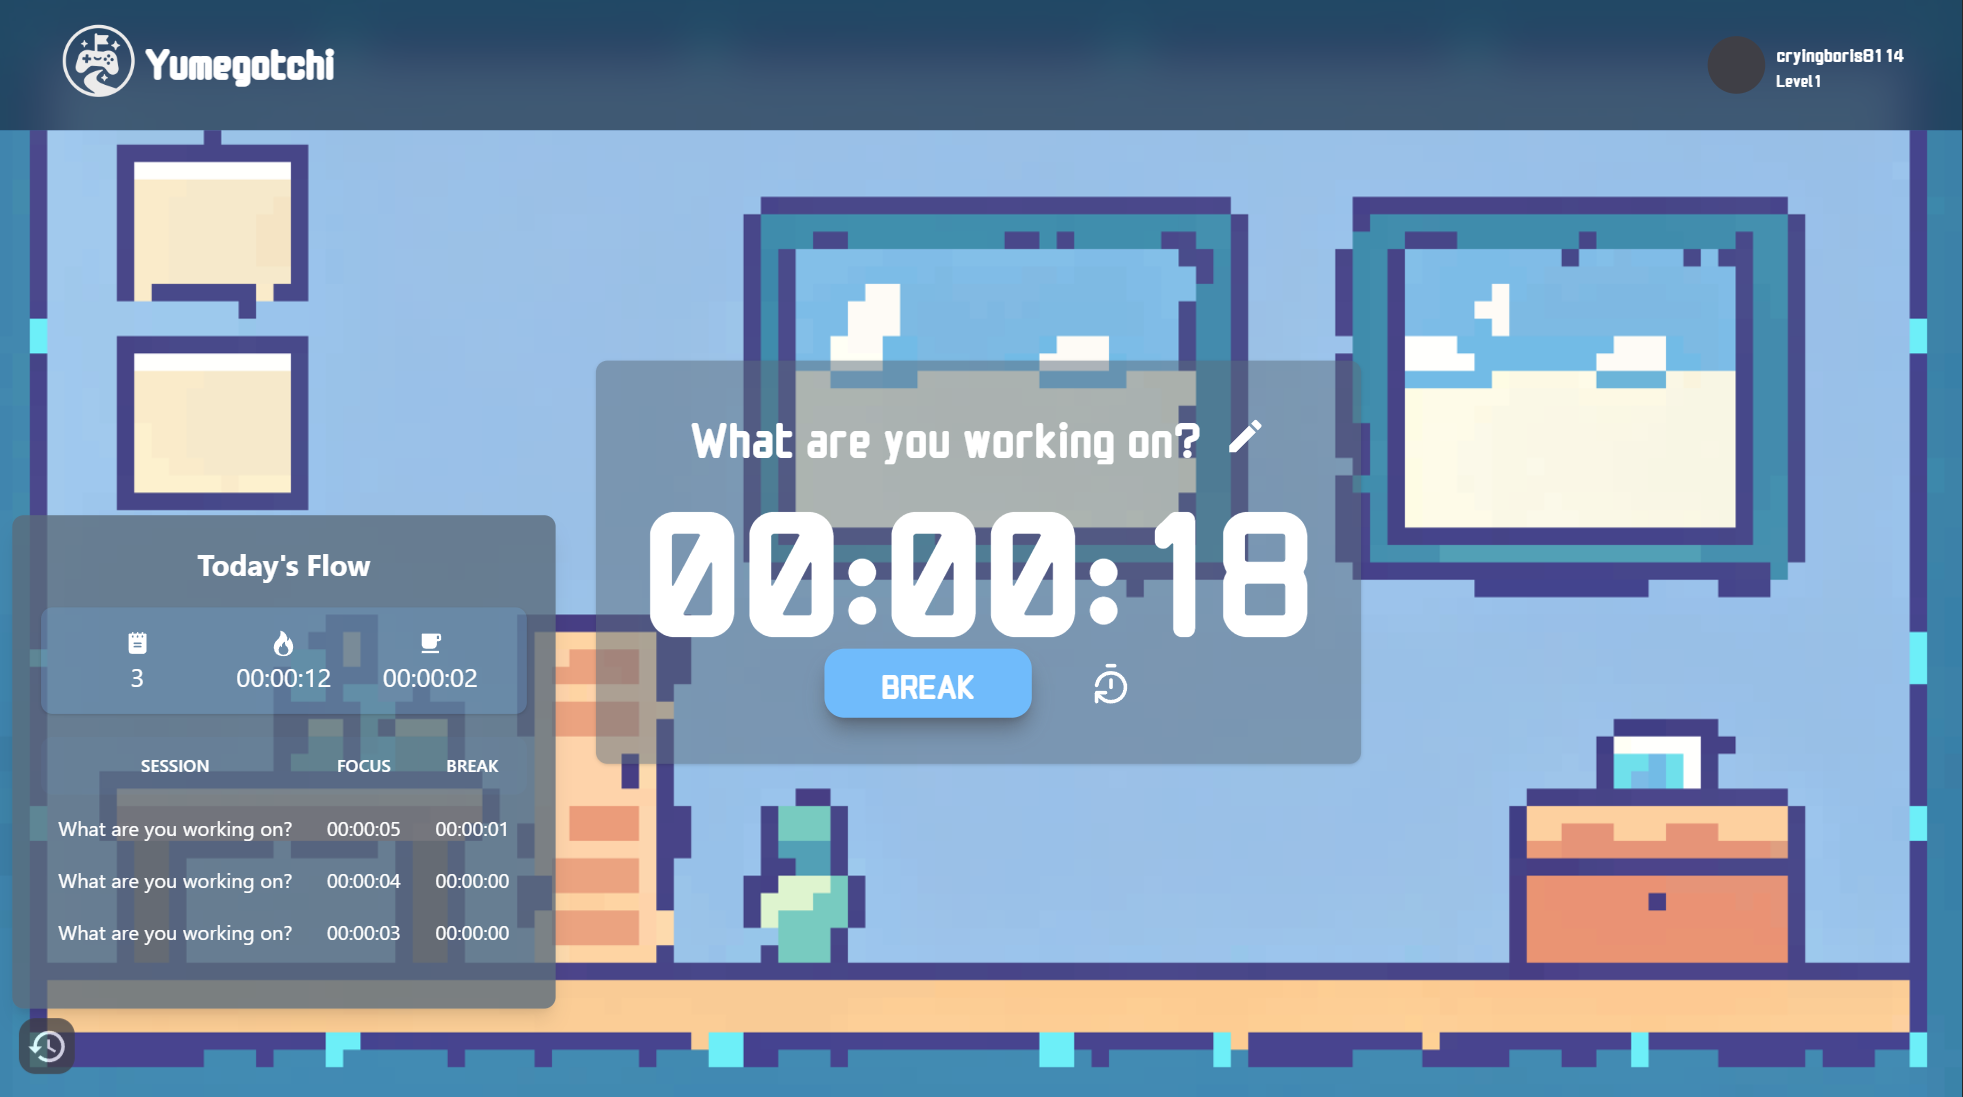 Yumegotchi
cryingboris8114
Level 1
What are you working on?
00:00:18
BREAK
Today's Flow
3 00:00:12 00:00:02
SESSION FOCUS BREAK
What are you working on? 00:00:05 00:00:01
What are you working on? 00:00:04 00:00:00
What are you working on? 00:00:03 00:00:00